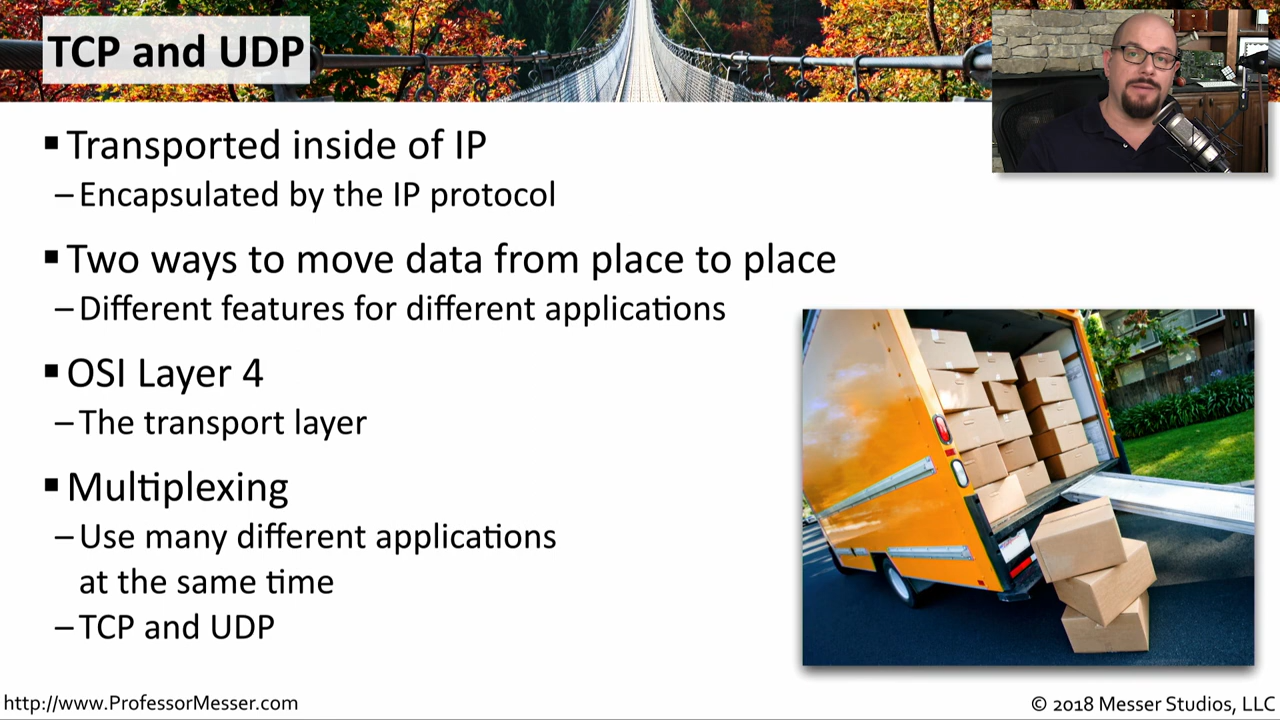 TCP and UDP
▪ Transported inside of IP
– Encapsulated by the IP protocol
▪ Two ways to move data from place to place
– Different features for different applications
▪ OSI Layer 4
– The transport layer
▪ Multiplexing
– Use many different applications
at the same time
– TCP and UDP
http://www.ProfessorMesser.com
© 2018 Messer Studios, LLC